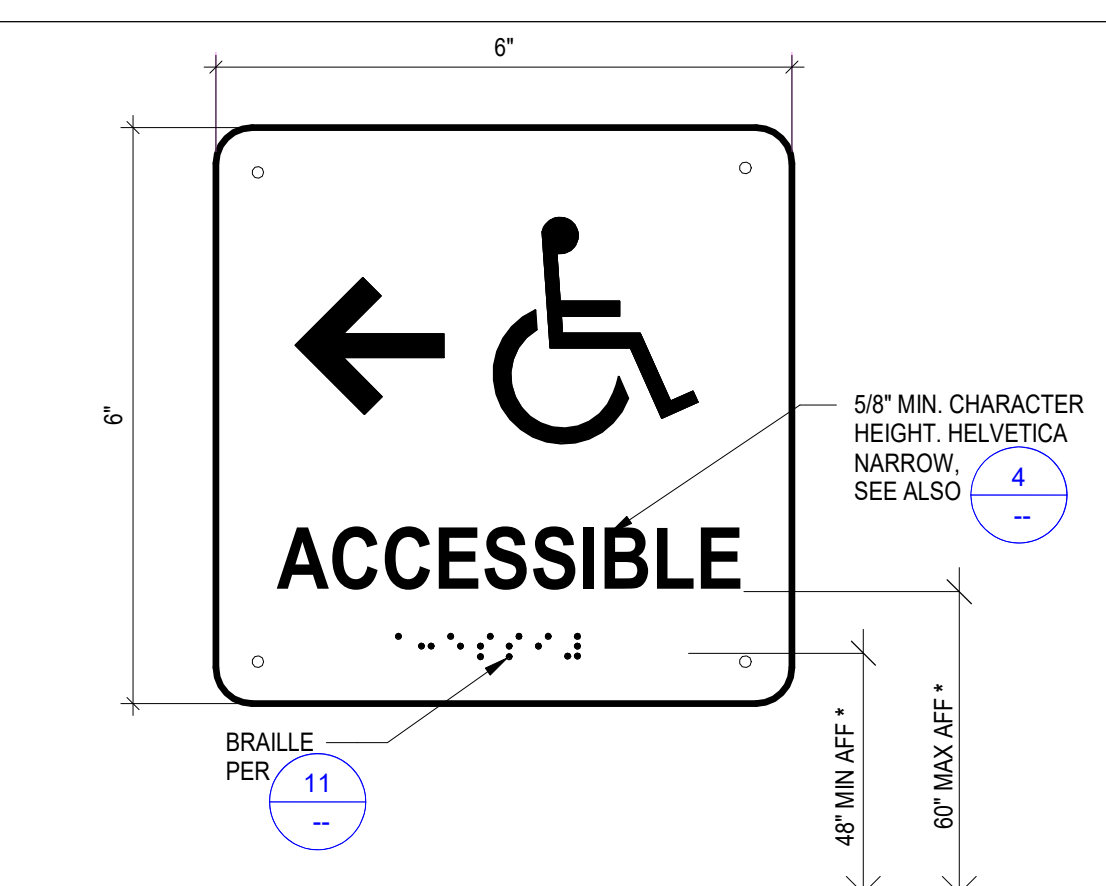 6"
6"
5/8" MIN. CHARACTER
HEIGHT. HELVETICA
NARROW,
SEE ALSO
4
--
ACCESSIBLE
BRAILLE
PER
11
--
48" MIN AFF *
60" MAX AFF *